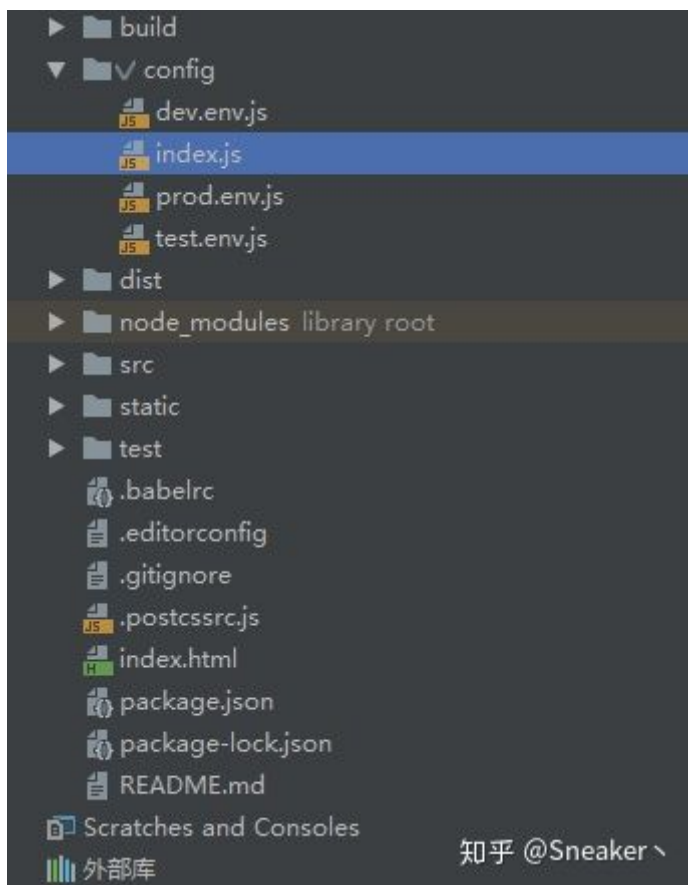 build
config
dev.env.js
index.js
prod.env.js
test.env.js
dist
node_modules library root
src
static
test
.babelrc
.editorconfig
.gitignore
.postcssrc.js
index.html
package.json
package-lock.json
README.md
Scratches and Consoles
外部库
知乎 @Sneaker丶